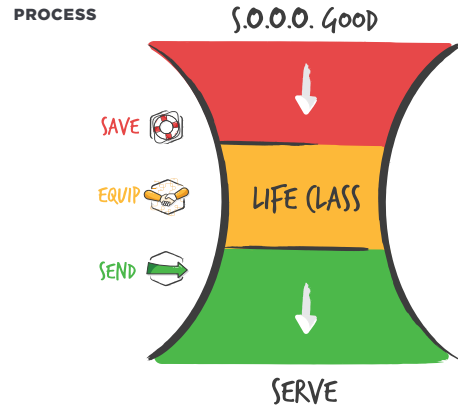 PROCESS
S.O.O.O. GOOD
SAVE
EQUIP
LIFE CLASS
SEND
SERVE